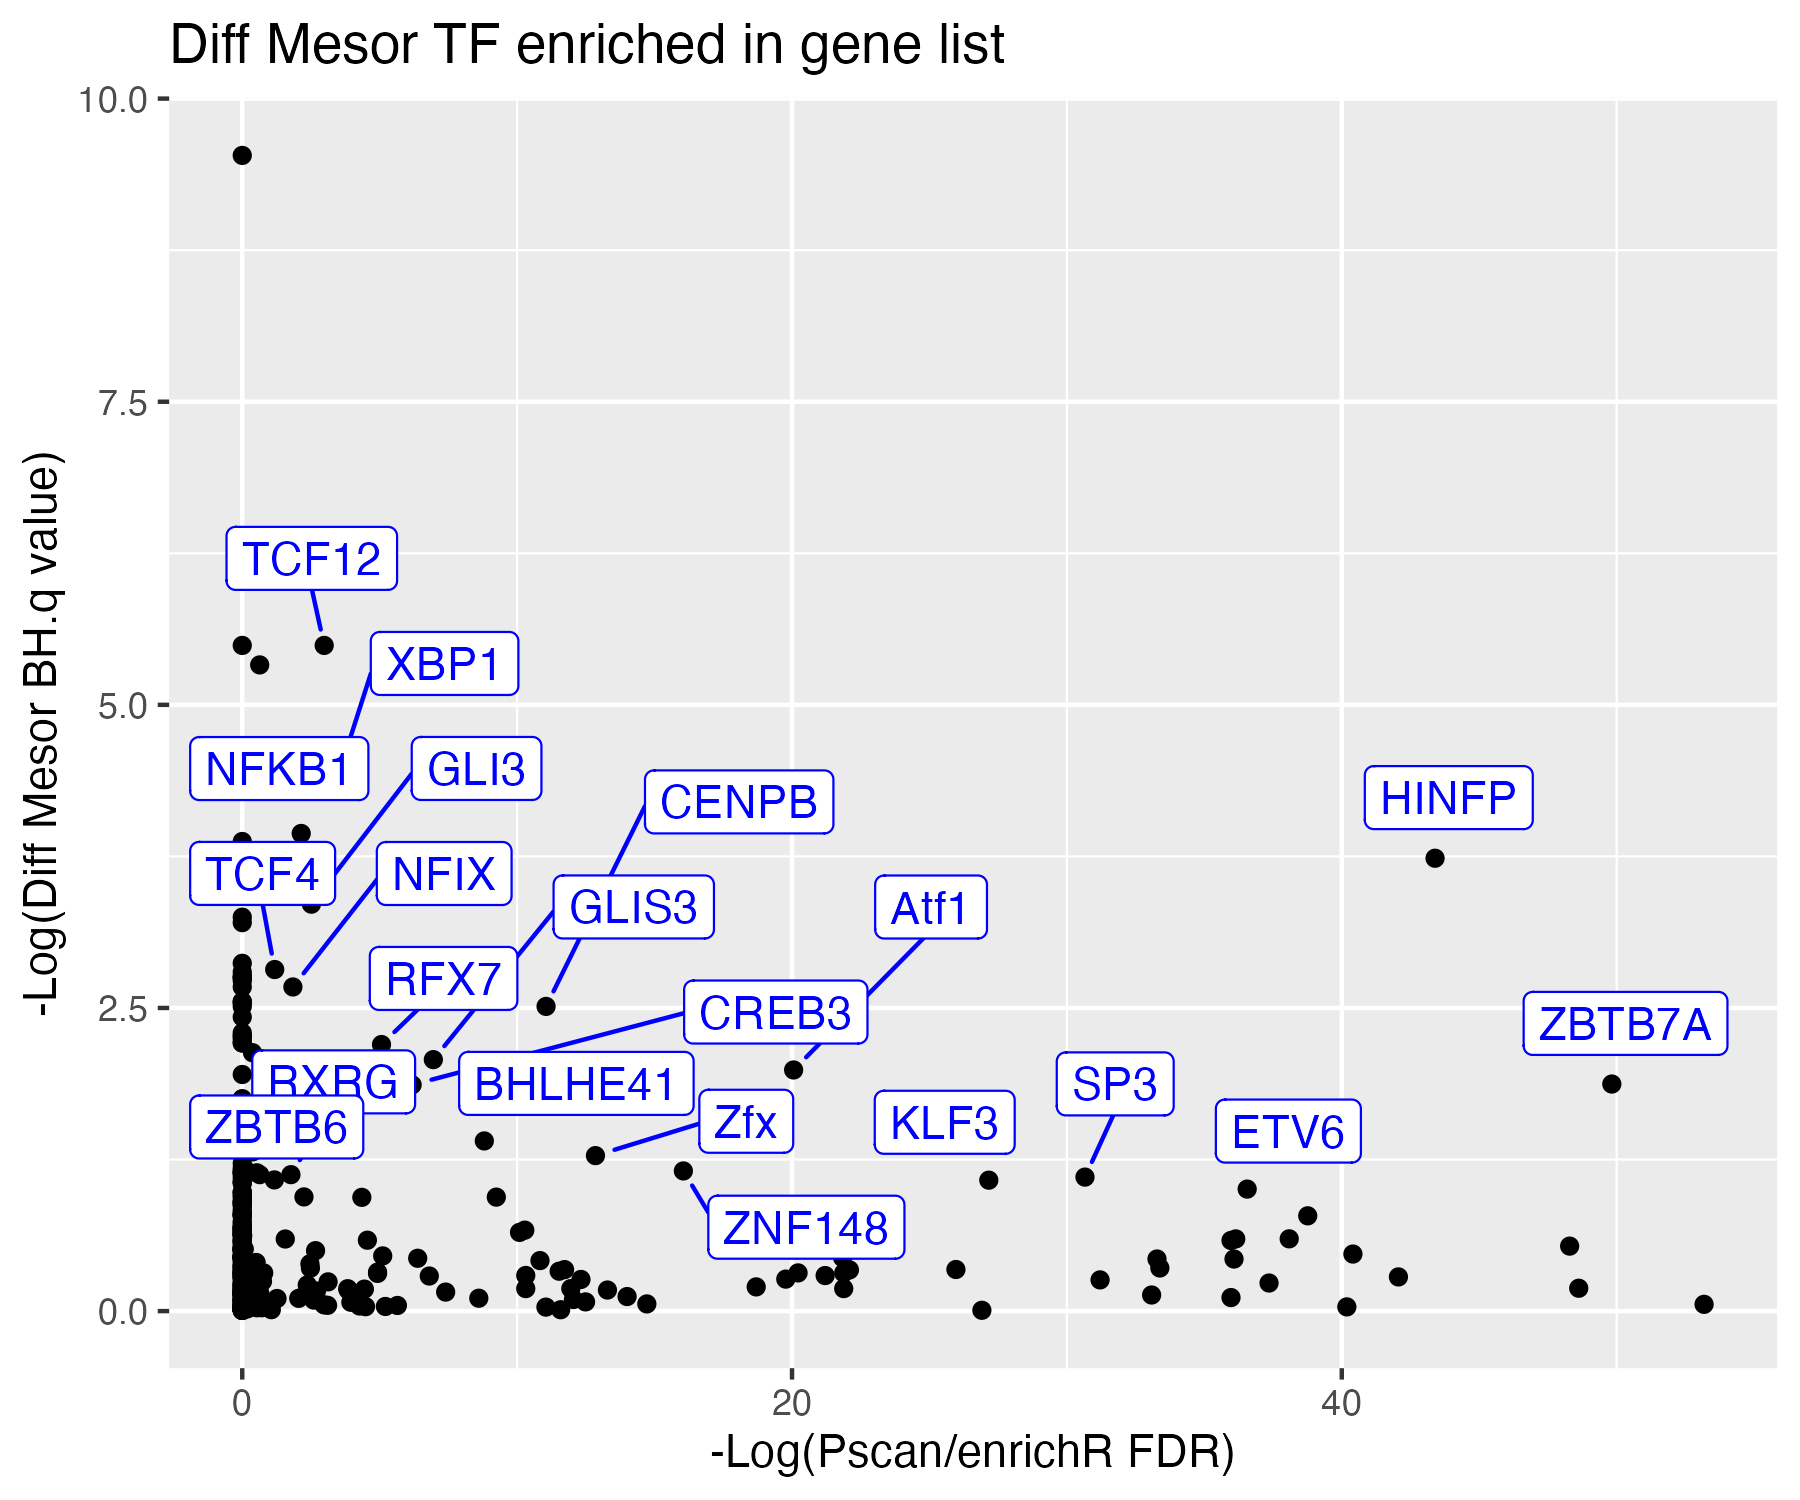 Diff Mesor TF enriched in gene list
-Log(Diff Mesor BH.q value)
10.0
7.5
5.0
2.5
0.0
TCF12
XBP1
NFKB1
GLI3
CENPB
HINFP
TCF4
NFIX
GLIS3
Atf1
RFX7
CREB3
ZBTB7A
RXRG
BHLHE41
SP3
ZBTB6
Zfx
KLF3
ETV6
ZNF148
0
20
40
-Log(Pscan/enrichR FDR)